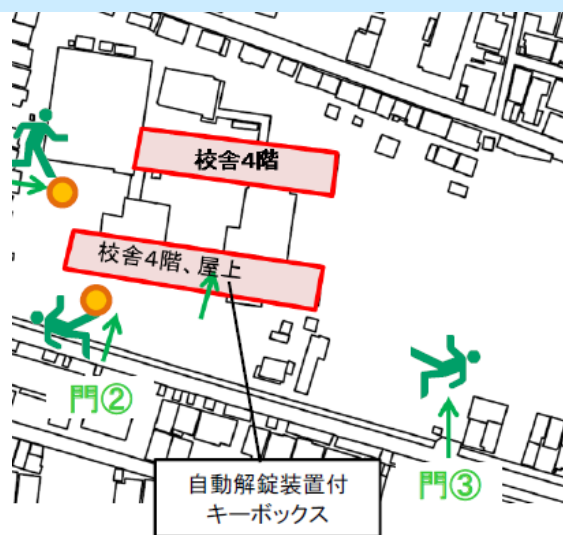 校舎4階
校舎4階、屋上
門②
門③
自動解錠装置付
キーボックス